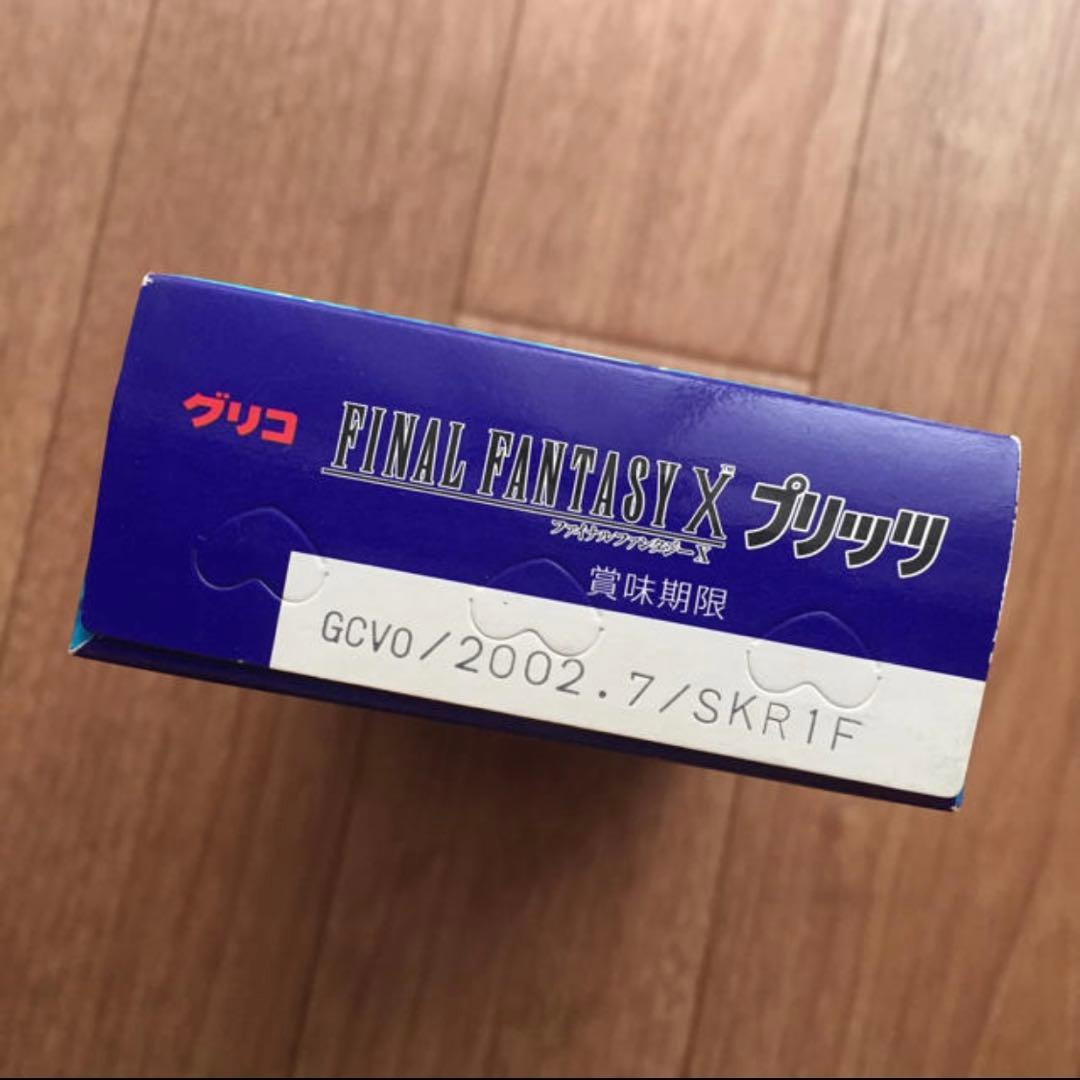 グリコ FINAL FANTASY X™ プリッツ
ファイナルファンタジーX
賞味期限
GCV0/2002.7/SKR1F